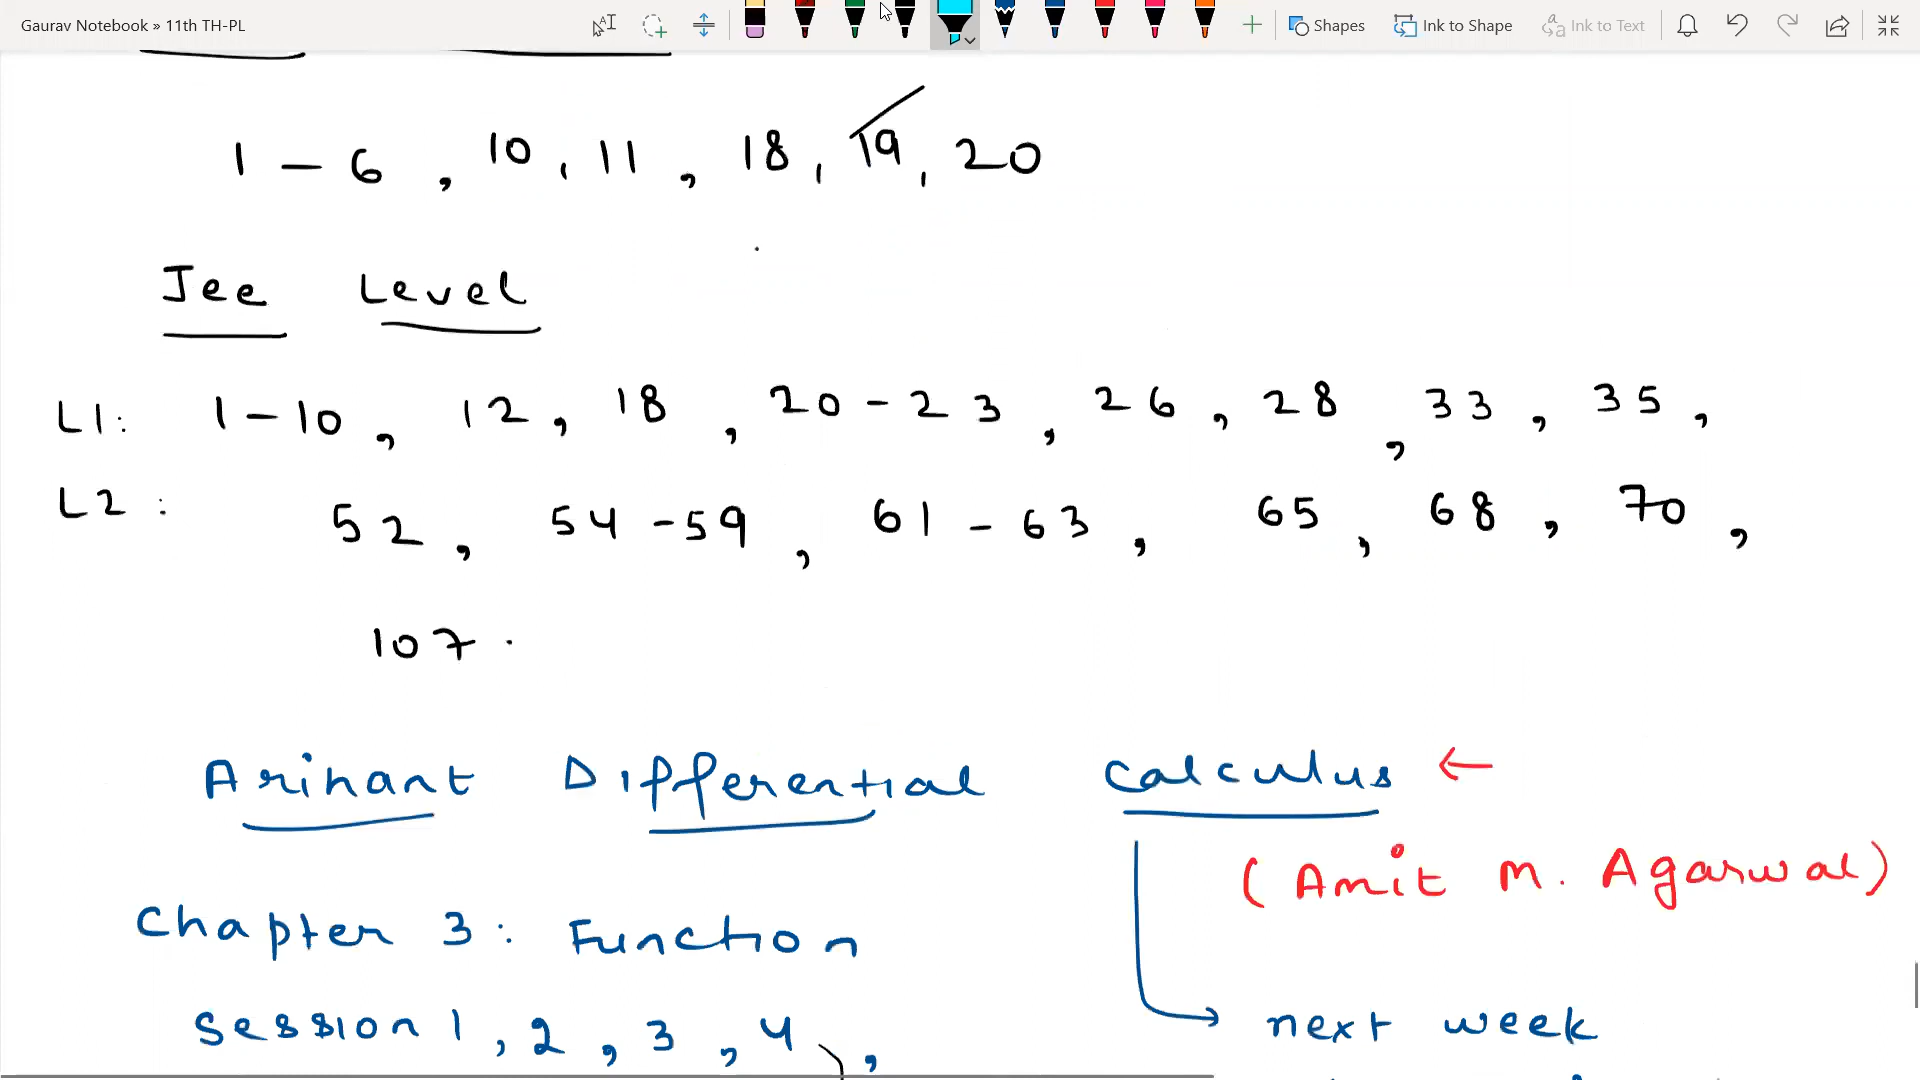 Gaurav Notebook » 11th TH-PL
Shapes Ink to Shape Ink to Text
1 - 6 , 10 , 11 , 18 , 19 , 20
Jee Level
L1: 1-10 , 12 , 18 , 20 - 23 , 26 , 28 , 33 , 35 ,
L2 : 52 , 54 - 59 , 61 - 63 , 65 , 68 , 70 ,
107 .
Arihant Differential Calculus ←
(Amit M. Agarwal)
Chapter 3 : Function
Session 1 , 2 , 3 , 4 ,
next week